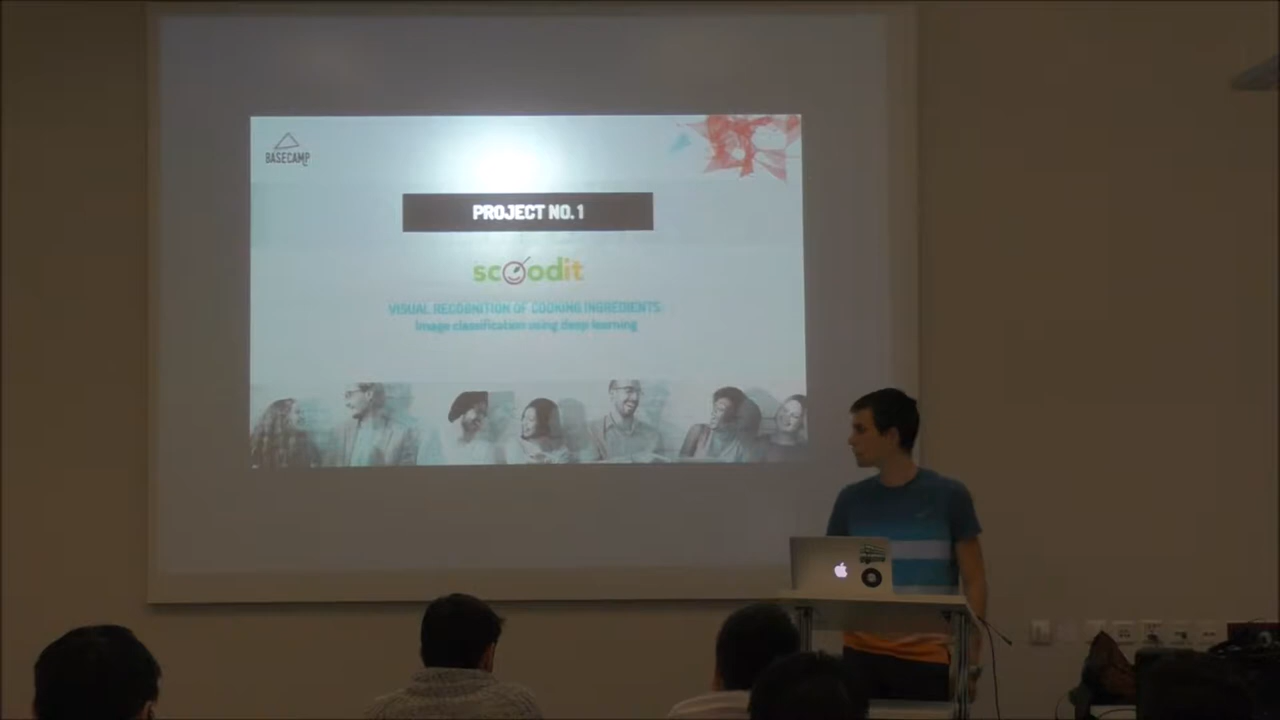 BASECAMP
PROJECT NO. 1
scoodit
VISUAL RECOGNITION OF COOKING INGREDIENTS
Image classification using deep learning